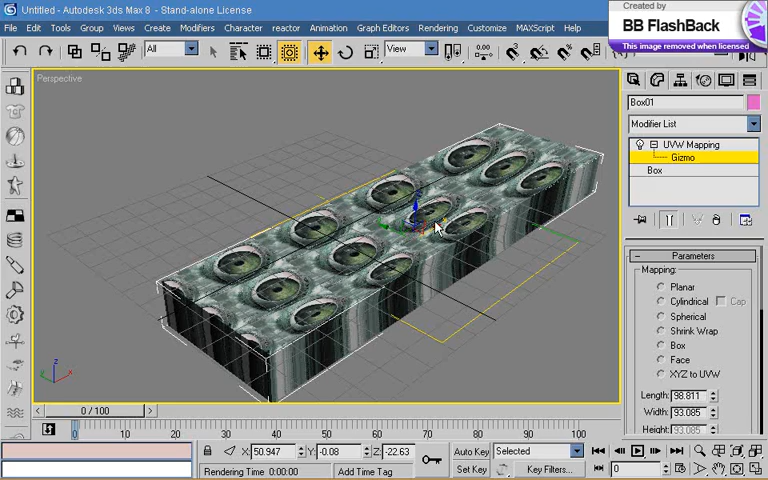 Untitled - Autodesk 3ds Max 8 - Stand-alone License
Created by
BB FlashBack
This image removed when licensed
File Edit Tools Group Views Create Modifiers Character reactor Animation Graph Editors Rendering Customize MAXScript Help
All
View
Perspective
Box01
Modifier List
UVW Mapping
Gizmo
Box
Parameters
Mapping:
Planar
Cylindrical Cap
Spherical
Shrink Wrap
Box
Face
XYZ to UVW
Length: 98.811
Width: 93.085
Height: 93.085
z
x
0 / 100
0 10 20 30 40 50 60 70 80 90 100
X: 50.947 Y: -0.08 Z: -22.63
Auto Key Selected
Rendering Time 0:00:00 Add Time Tag
Set Key Key Filters...
0